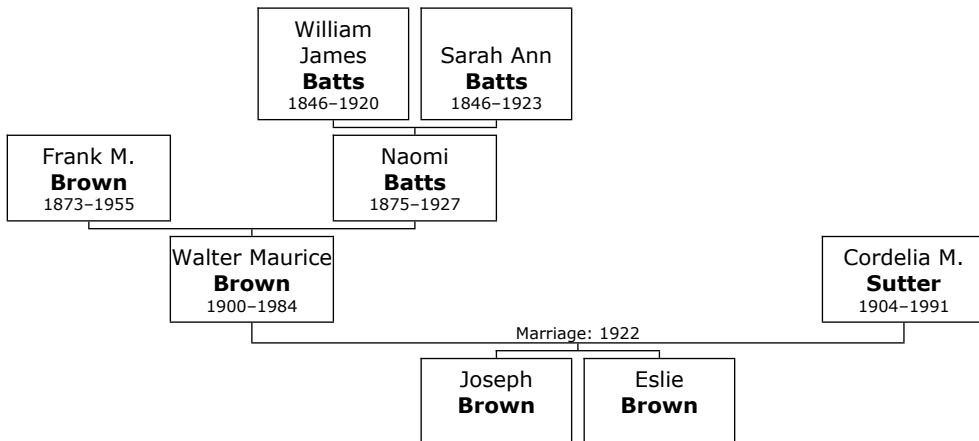 William
James
Batts
1846–1920
Sarah Ann
Batts
1846–1923
Frank M.
Brown
1873–1955
Naomi
Batts
1875–1927
Walter Maurice
Brown
1900–1984
Cordelia M.
Sutter
1904–1991
Marriage: 1922
Joseph
Brown
Eslie
Brown